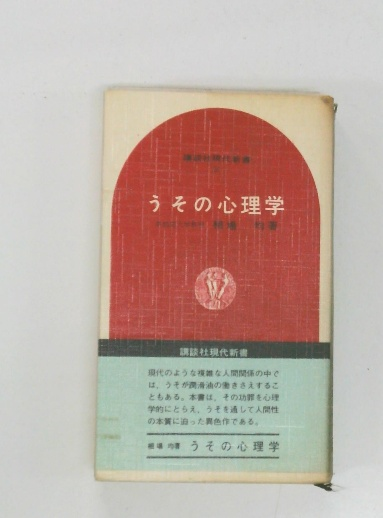 講談社現代新書
うその心理学
相場 均著
講談社現代新書
現代のような複雑な人間関係の中で
は、うそが潤滑油の働きさえするこ
ともある。本書は、その功罪を心理
学的にとらえ、うそを通して人間性
の本質に迫った異色作である。
相場 均著 うその心理学